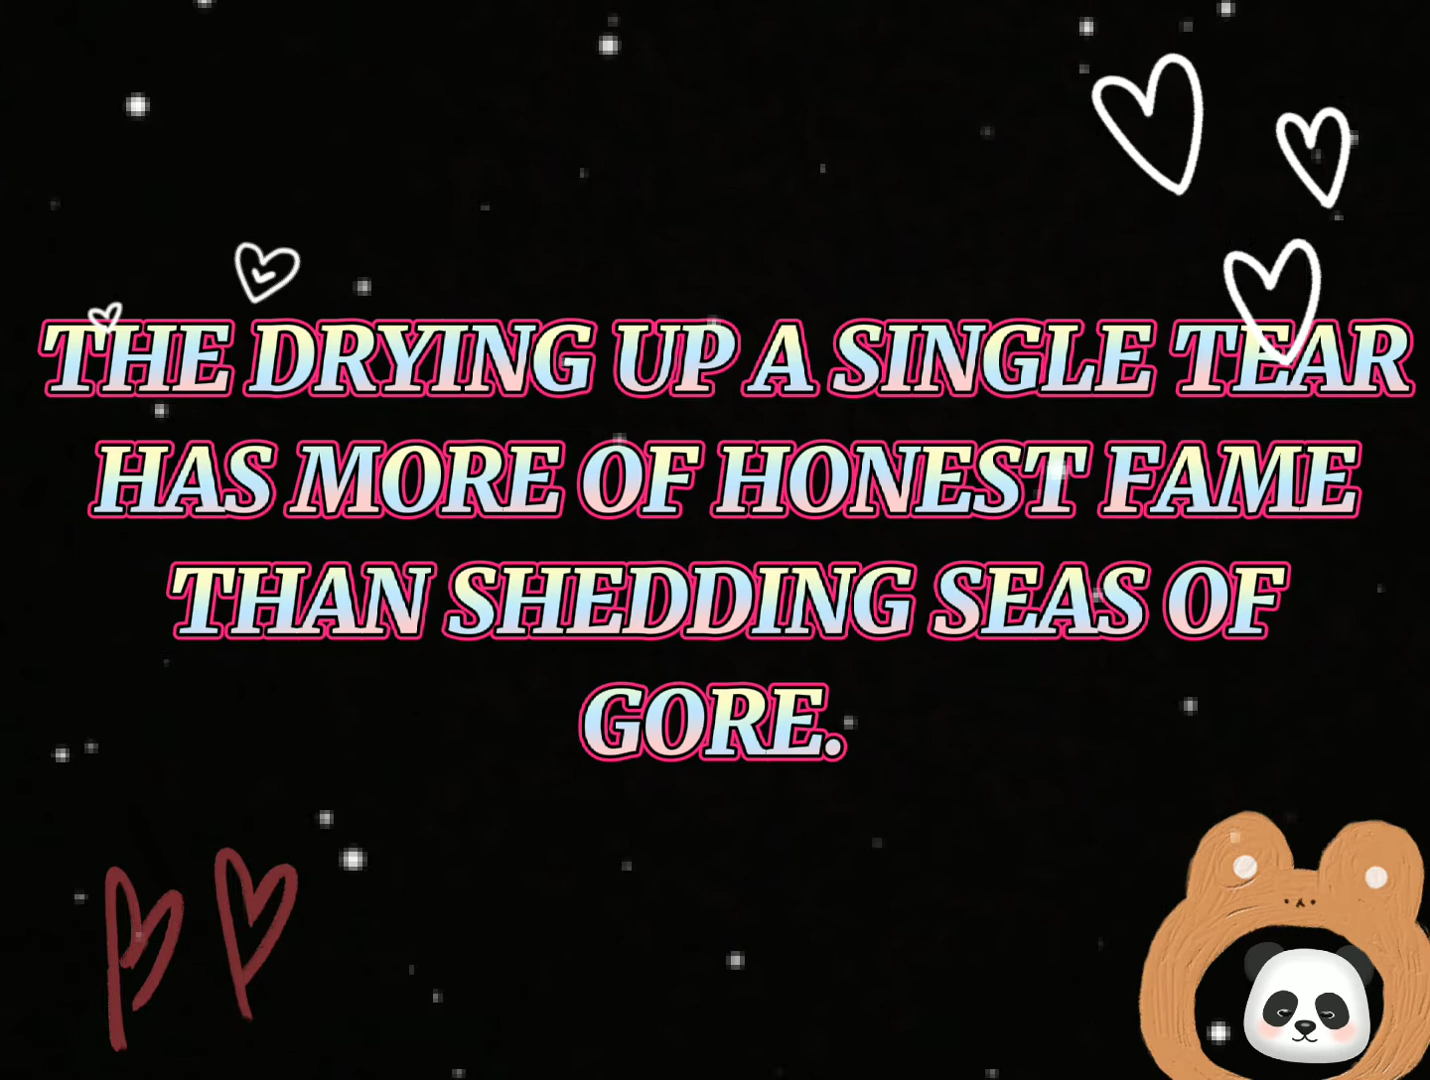 THE DRYING UP A SINGLE TEAR
HAS MORE OF HONEST FAME
THAN SHEDDING SEAS OF
GORE.